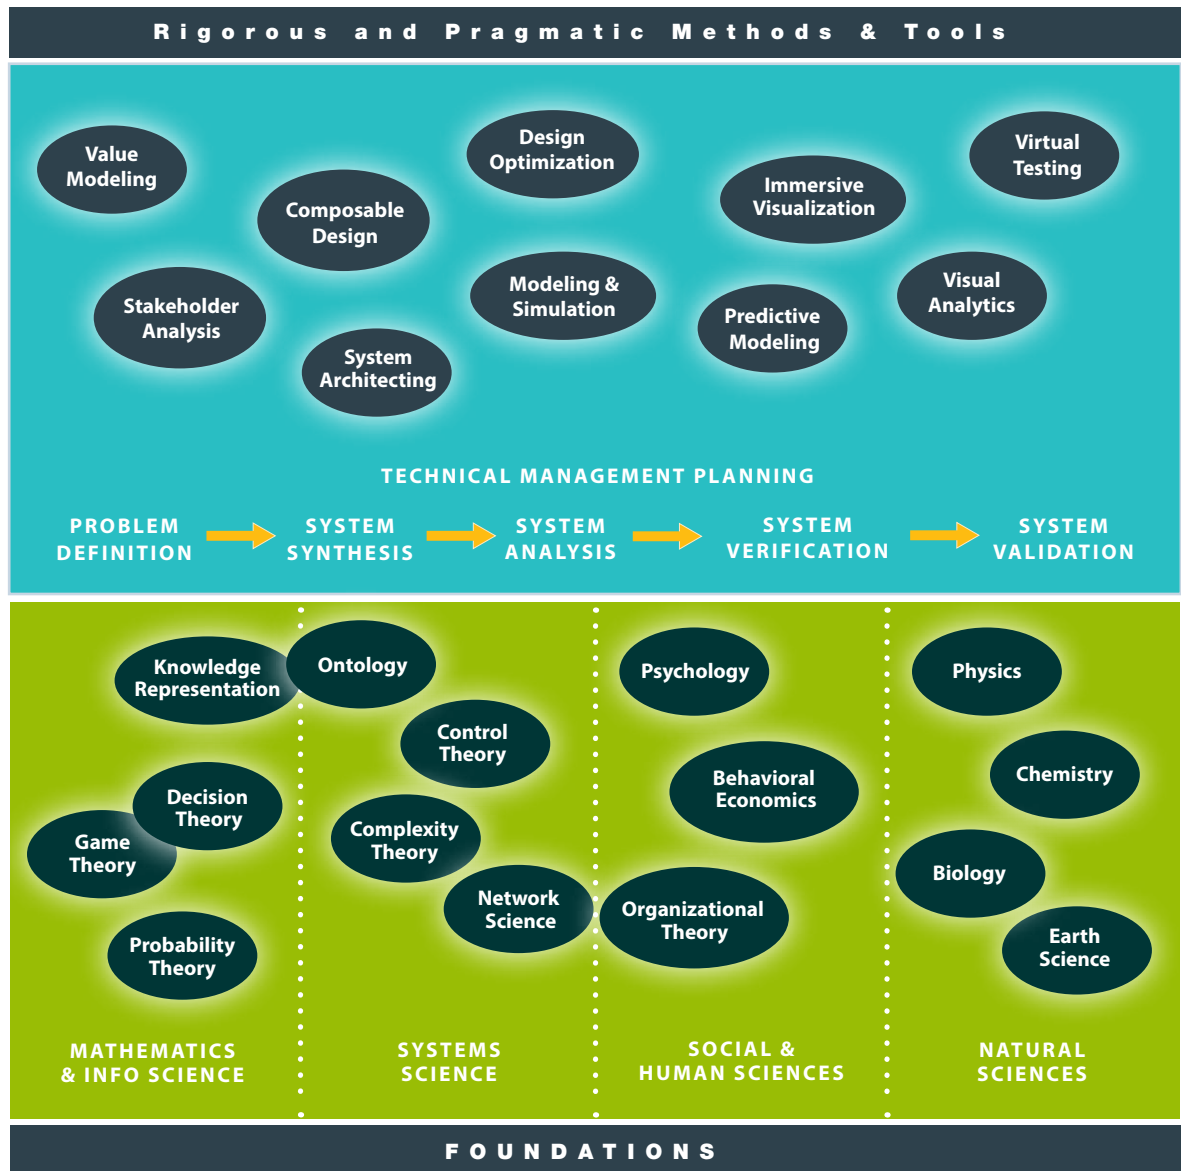 Rigorous and Pragmatic Methods & Tools
Value
Modeling
Composable
Design
Design
Optimization
Immersive
Visualization
Virtual
Testing
Stakeholder
Analysis
System
Architecting
Modeling &
Simulation
Predictive
Modeling
Visual
Analytics
TECHNICAL MANAGEMENT PLANNING
PROBLEM
DEFINITION
SYSTEM
SYNTHESIS
SYSTEM
ANALYSIS
SYSTEM
VERIFICATION
SYSTEM
VALIDATION
Knowledge
Representation
Decision
Theory
Game
Theory
Probability
Theory
MATHEMATICS
& INFO SCIENCE
Ontology
Control
Theory
Complexity
Theory
Network
Science
SYSTEMS
SCIENCE
Psychology
Behavioral
Economics
Organizational
Theory
SOCIAL &
HUMAN SCIENCES
Physics
Chemistry
Biology
Earth
Science
NATURAL
SCIENCES
FOUNDATIONS